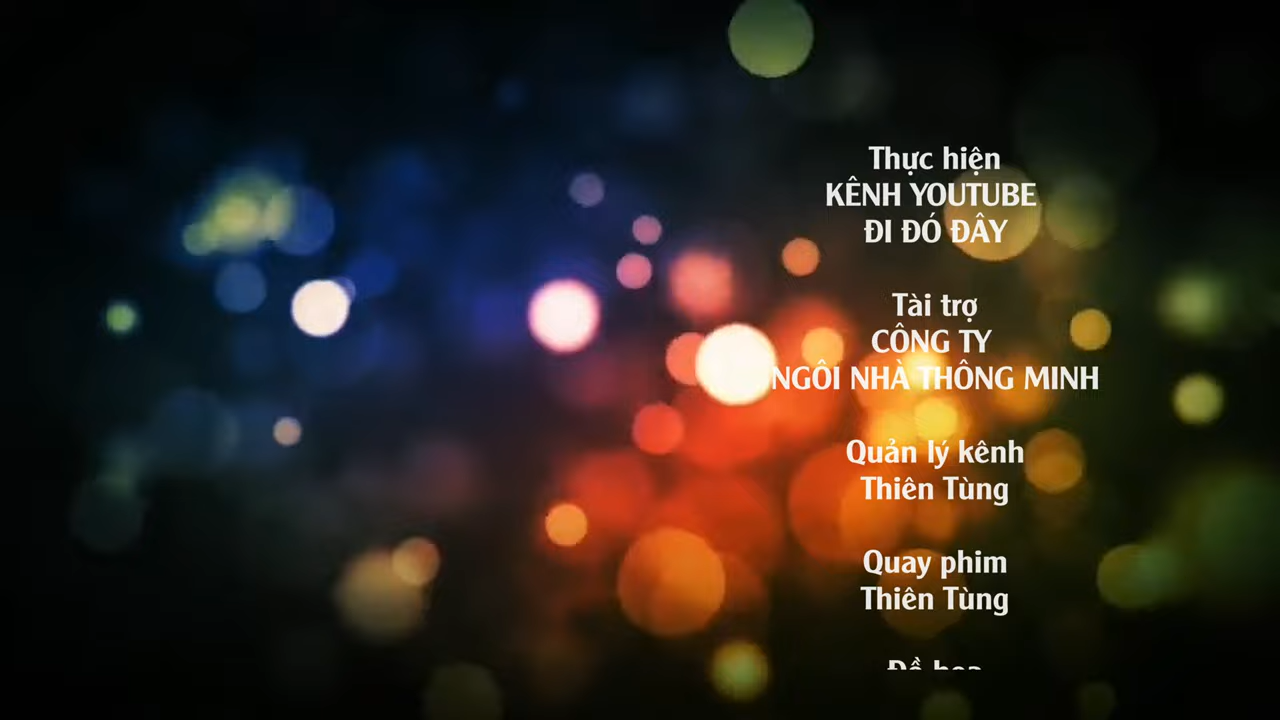 Thực hiện
KÊNH YOUTUBE
ĐI ĐÓ ĐÂY
Tài trợ
CÔNG TY
NGÔI NHÀ THÔNG MINH
Quản lý kênh
Thiên Tùng
Quay phim
Thiên Tùng